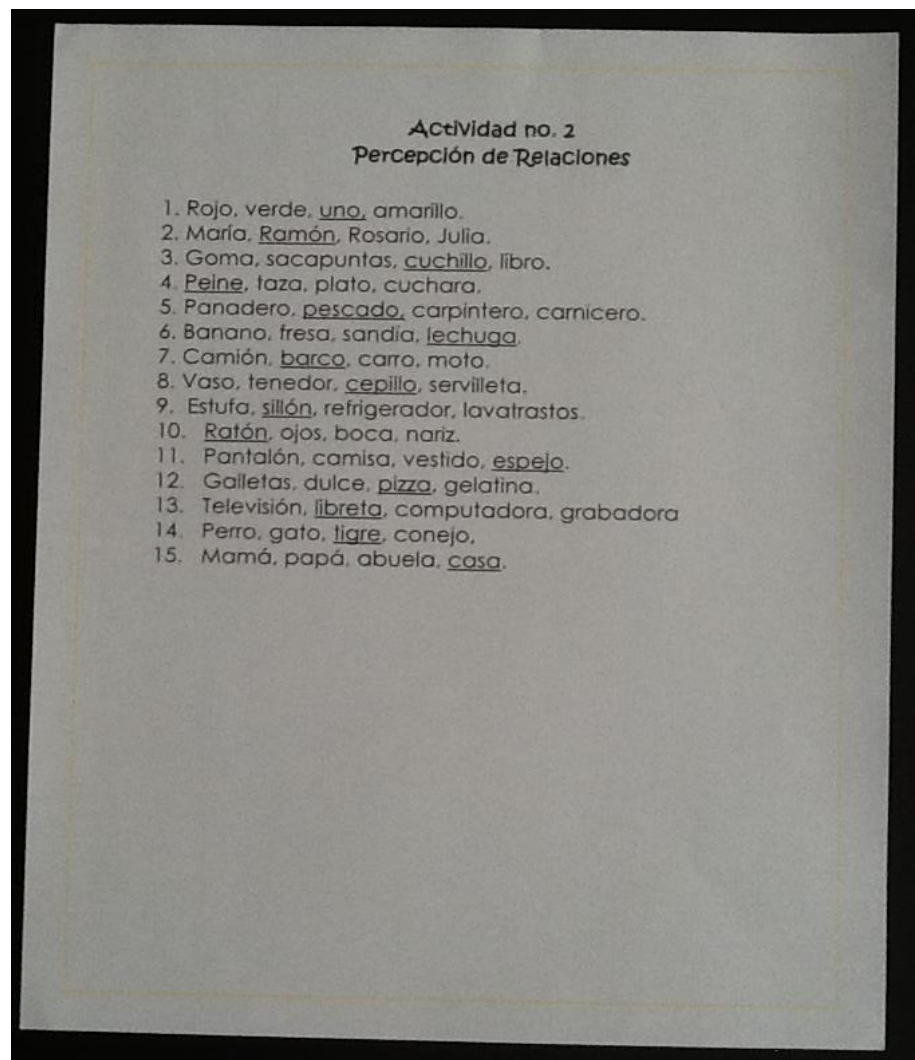 Actividad no. 2
Percepción de Relaciones
1. Rojo, verde, uno, amarillo.
2. María, Ramón, Rosario, Julia.
3. Goma, sacapuntas, cuchillo, libro.
4. Peine, taza, plato, cuchara.
5. Panadero, pescado, carpintero, carnicero.
6. Banano, fresa, sandía, lechuga.
7. Camión, barco, carro, moto.
8. Vaso, tenedor, cepillo, servilleta.
9. Estufa, sillón, refrigerador, lavatrastos.
10. Ratón, ojos, boca, nariz.
11. Pantalón, camisa, vestido, espejo.
12. Galletas, dulce, pizza, gelatina.
13. Televisión, libreta, computadora, grabadora
14. Perro, gato, tigre, conejo,
15. Mamá, papá, abuela, casa.